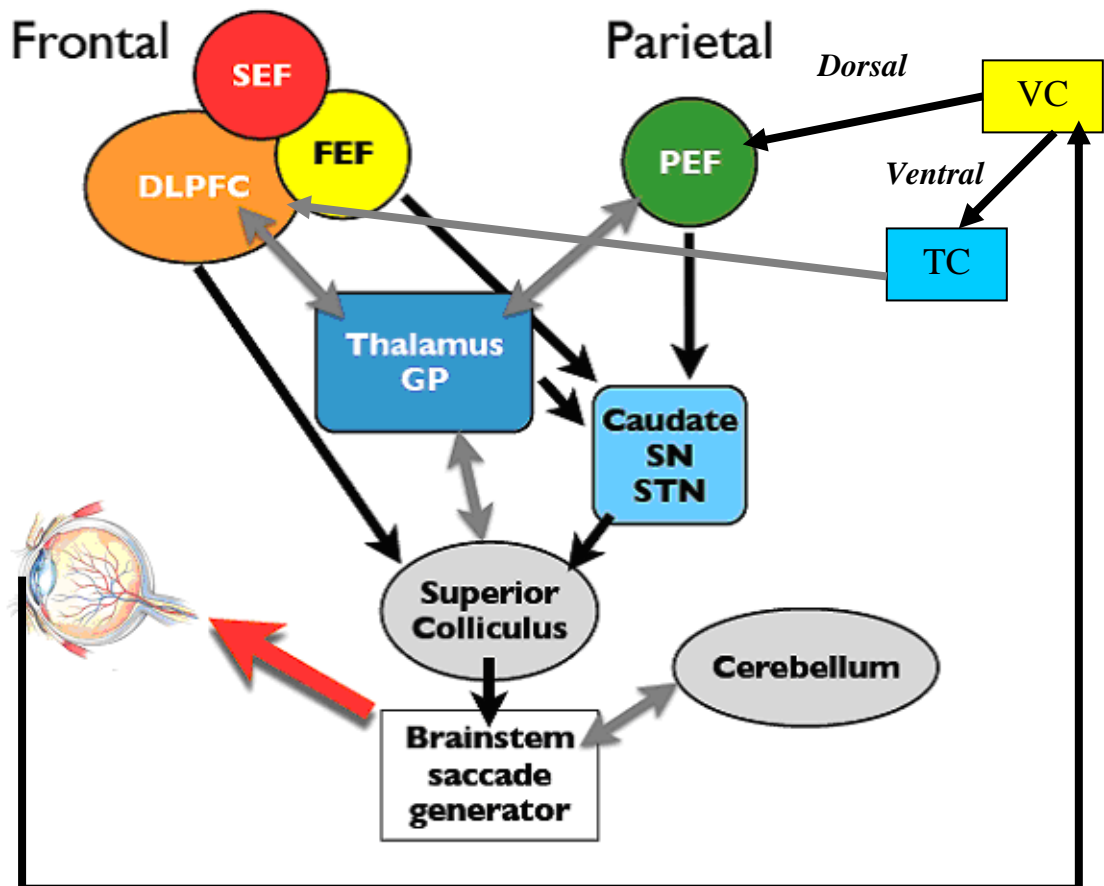 Frontal
Parietal
SEF
FEF
DLPFC
PEF
Dorsal
VC
Ventral
TC
Thalamus
GP
Caudate
SN
STN
Superior
Colliculus
Cerebellum
Brainstem
saccade
generator